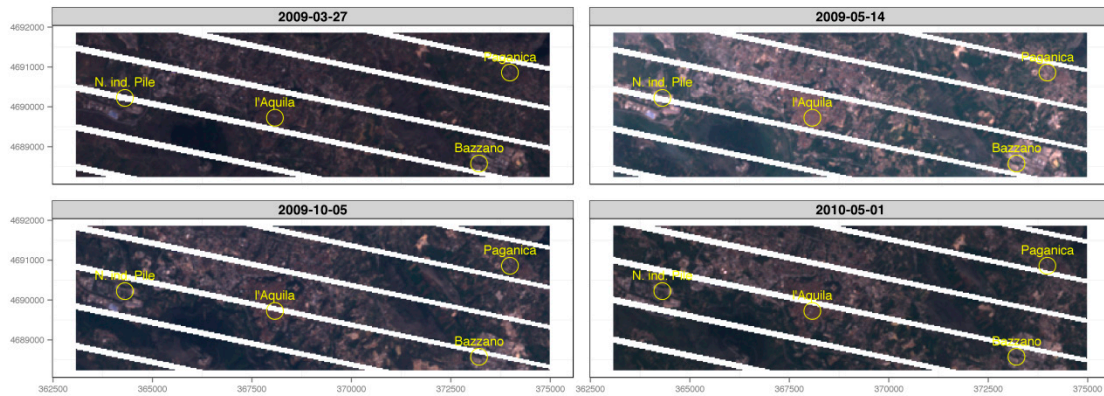 2009-03-27
2009-05-14
4692000
4691000
4690000
4689000
Paganica
N. ind. Pile
l'Aquila
Bazzano
Paganica
N. ind. Pile
l'Aquila
Bazzano
2009-10-05
2010-05-01
4692000
4691000
4690000
4689000
Paganica
N. ind. Pile
l'Aquila
Bazzano
Paganica
N. ind. Pile
l'Aquila
Bazzano
362500 365000 367500 370000 372500 375000 362500 365000 367500 370000 372500 375000